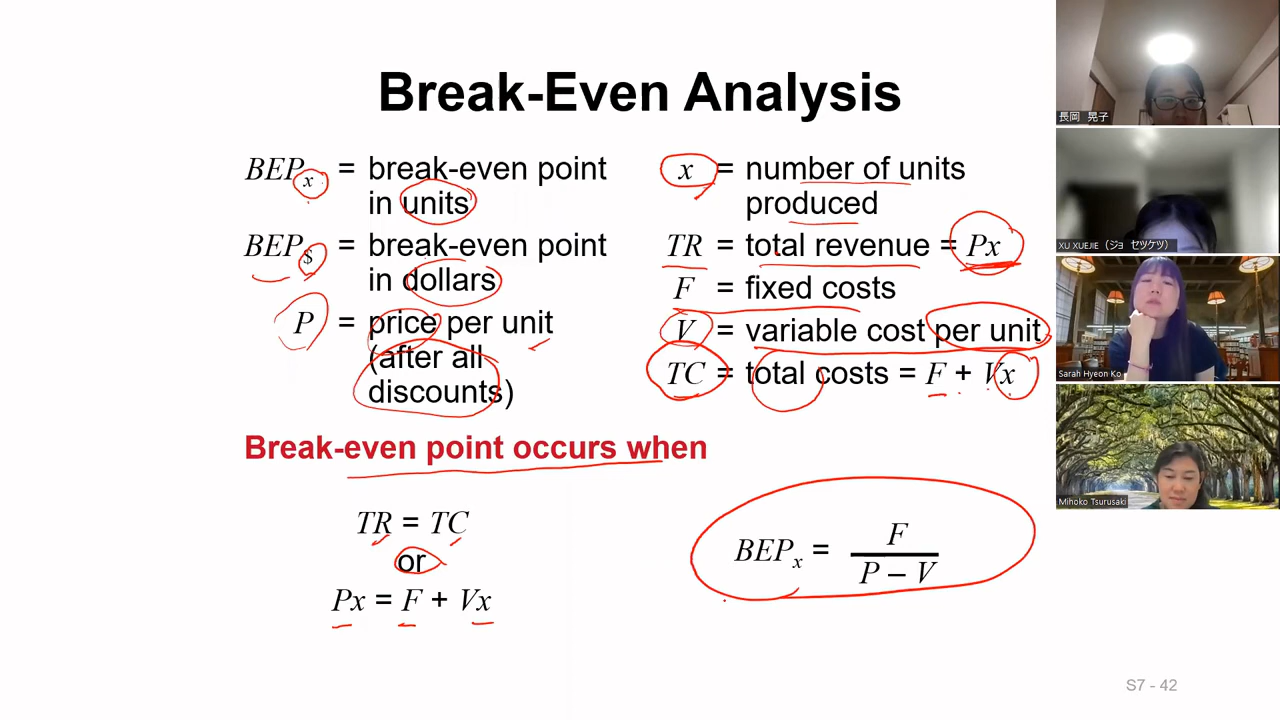 Break-Even Analysis
BEPx = break-even point
in units
BEP$ = break-even point
in dollars
P = price per unit
(after all
discounts)
x = number of units
produced
TR = total revenue = Px
F = fixed costs
V = variable cost per unit
TC = total costs = F + Vx
Break-even point occurs when
TR = TC
or
Px = F + Vx
BEPx = F
P – V
S7 - 42
長岡 晃子
XU XUEJIE（ジョ セツケツ）
Sarah Hyeon Ko
Mihoko Tsurusaki